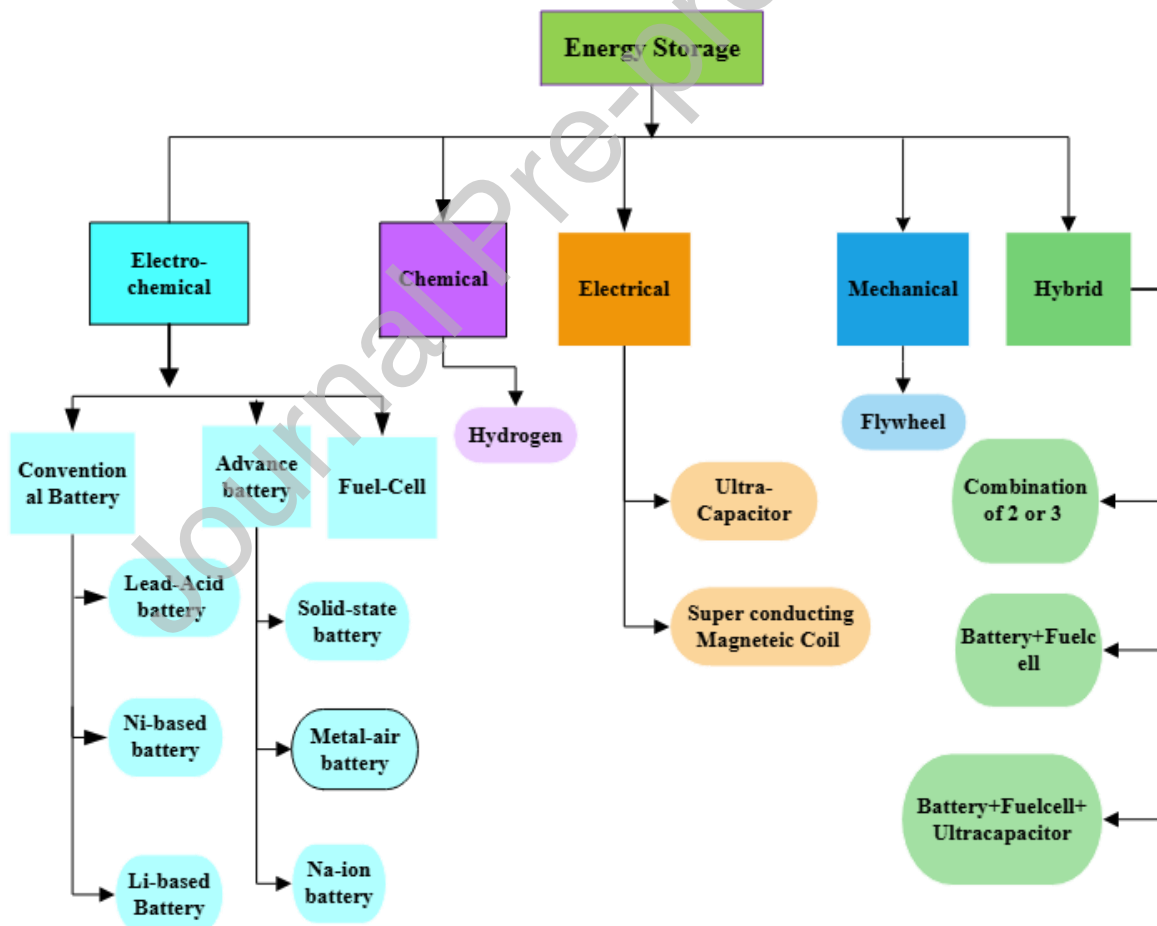 Energy Storage
Electro-
chemical
Chemical
Electrical
Mechanical
Hybrid
Convention
al Battery
Advance
battery
Fuel-Cell
Hydrogen
Flywheel
Ultra-
Capacitor
Combination
of 2 or 3
Lead-Acid
battery
Solid-state
battery
Super conducting
Magneteic Coil
Battery+Fuelc
ell
Ni-based
battery
Metal-air
battery
Battery+Fuelcell+
Ultracapacitor
Li-based
Battery
Na-ion
battery
Journal Pre-pro